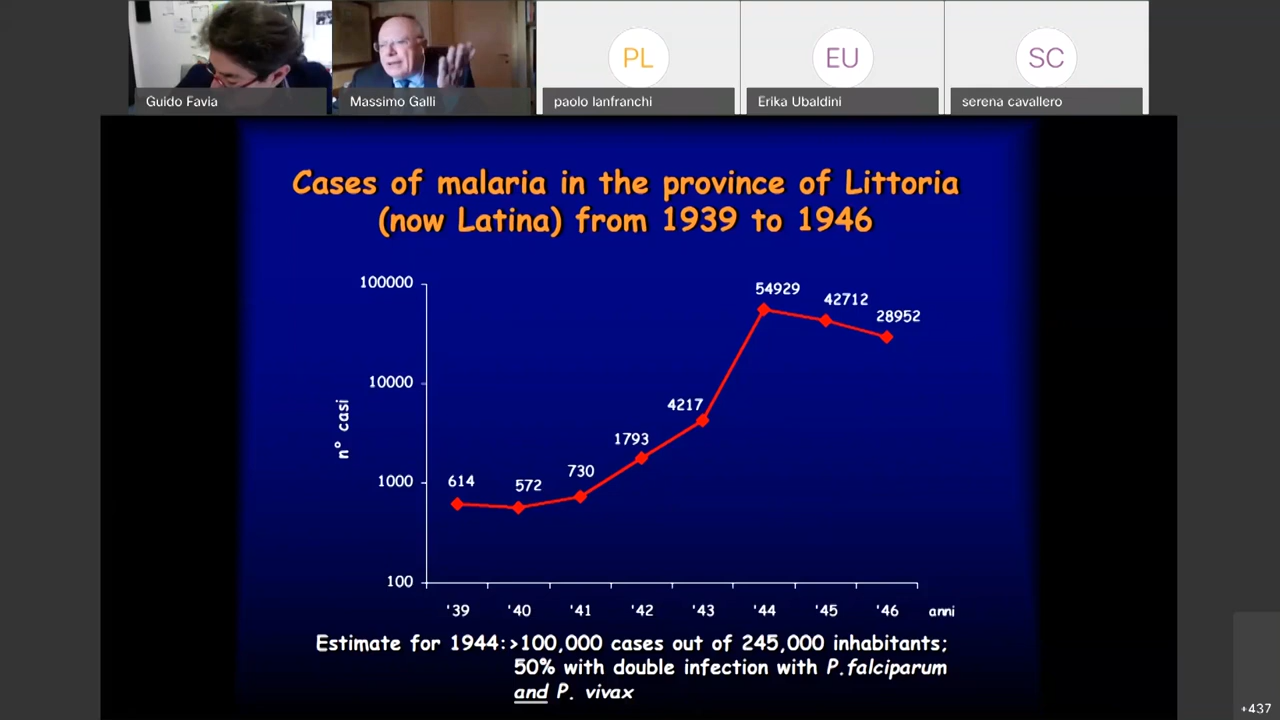 PL
EU
SC
Guido Favia
Massimo Galli
paolo lanfranchi
Erika Ubaldini
serena cavallero
Cases of malaria in the province of Littoria
(now Latina) from 1939 to 1946
100000
10000
1000
100
n° casi
614
572
730
1793
4217
54929
42712
28952
'39 '40 '41 '42 '43 '44 '45 '46 anni
Estimate for 1944:>100,000 cases out of 245,000 inhabitants;
50% with double infection with P.falciparum
and P. vivax
+437